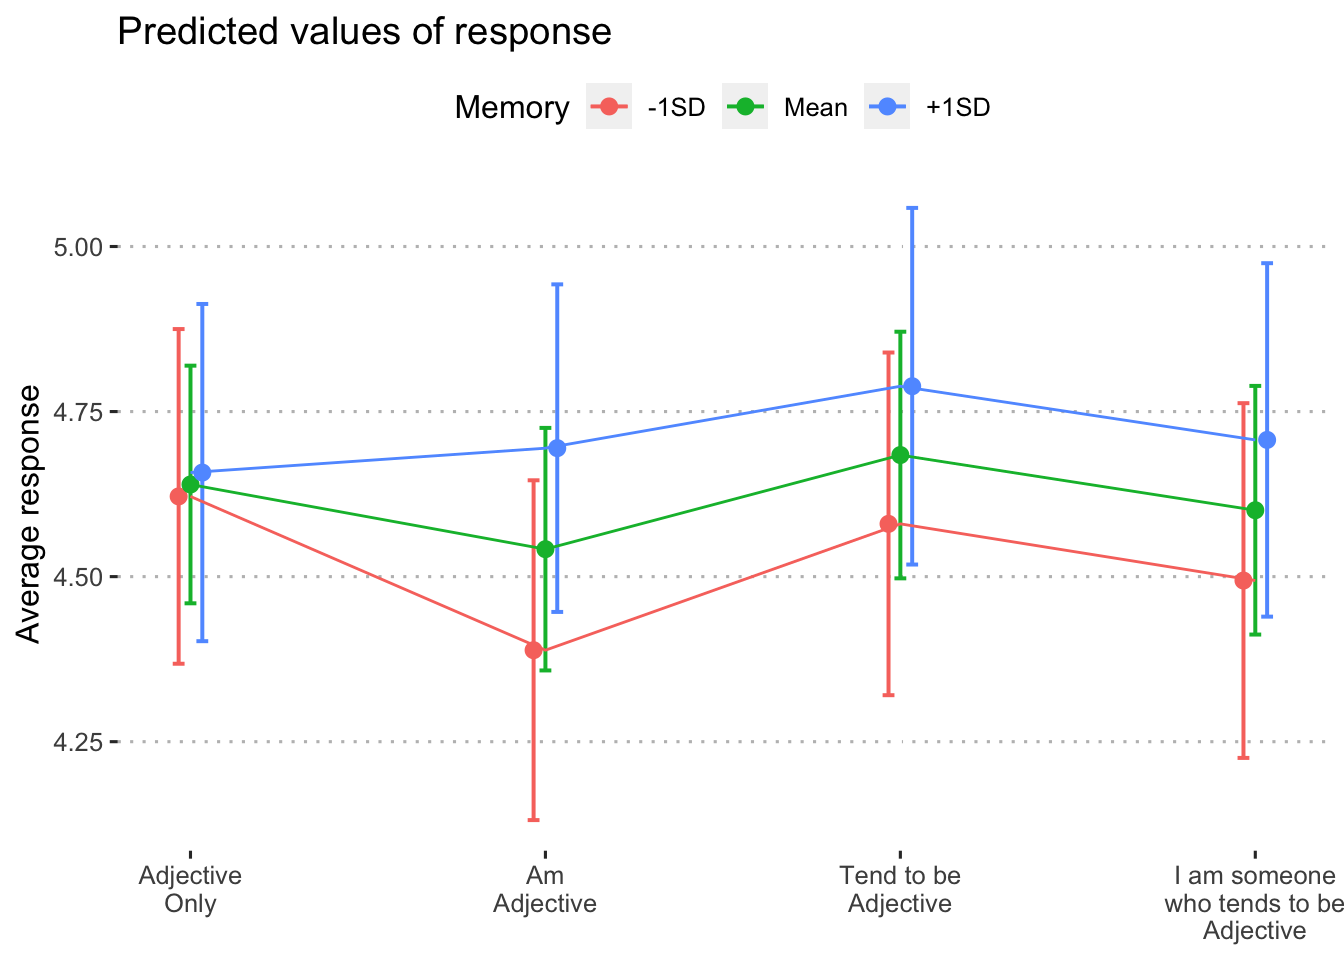 Predicted values of response
Memory -1SD Mean +1SD
Average response
5.00
4.75
4.50
4.25
Adjective
Only
Am
Adjective
Tend to be
Adjective
I am someone
who tends to be
Adjective